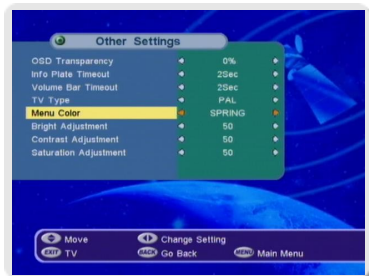 Other Settings
OSD Transparency 0%
Info Plate Timeout 2Sec
Volume Bar Timeout 2Sec
TV Type PAL
Menu Color SPRING
Bright Adjustment 50
Contrast Adjustment 50
Saturation Adjustment 50
Move Change Setting
EXIT TV BACK Go Back MENU Main Menu